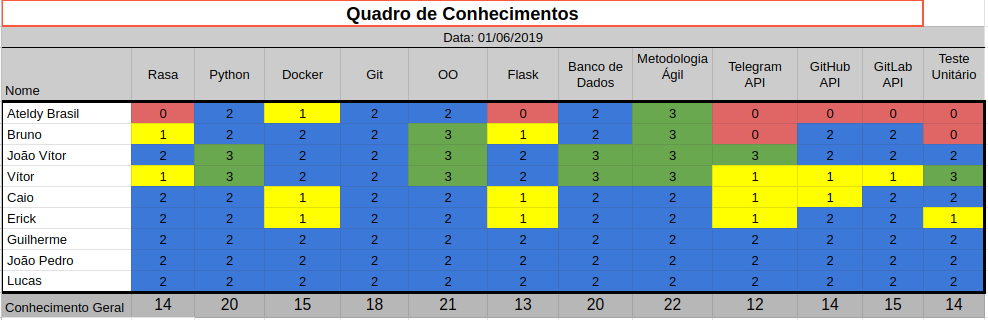 Quadro de Conhecimentos
Data: 01/06/2019
Nome Rasa Python Docker Git OO Flask Banco de Dados Metodologia Ágil Telegram API GitHub API GitLab API Teste Unitário
Ateldy Brasil 0 2 1 2 2 0 2 3 0 0 0 0
Bruno 1 2 2 2 3 1 2 3 0 2 2 0
João Vítor 2 3 2 2 3 2 3 3 3 2 2 2
Vítor 1 3 2 2 3 2 3 3 1 1 1 3
Caio 2 2 1 2 2 1 2 2 1 1 2 2
Erick 2 2 1 2 2 1 2 2 1 2 2 1
Guilherme 2 2 2 2 2 2 2 2 2 2 2 2
João Pedro 2 2 2 2 2 2 2 2 2 2 2 2
Lucas 2 2 2 2 2 2 2 2 2 2 2 2
Conhecimento Geral 14 20 15 18 21 13 20 22 12 14 15 14